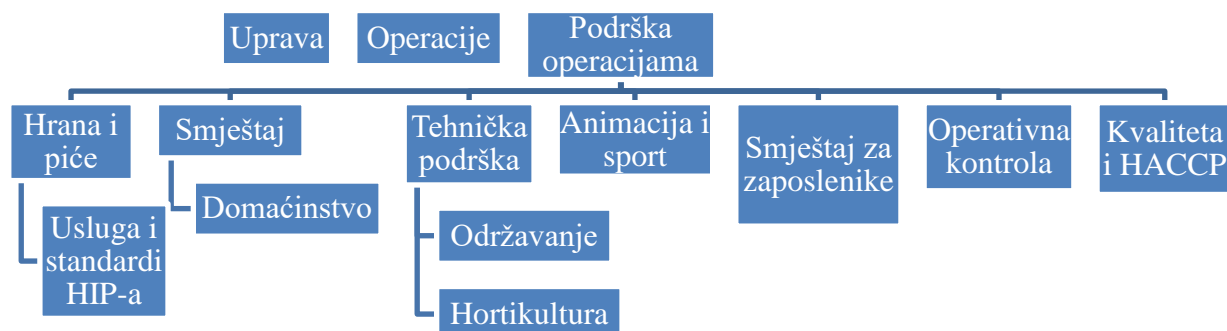 Uprava
Operacije
Podrška
operacijama
Hrana i
piće
Smještaj
Tehnička
podrška
Animacija i
sport
Smještaj za
zaposlenike
Operativna
kontrola
Kvaliteta
i HACCP
Usluga i
standardi
HIP-a
Domaćinstvo
Održavanje
Hortikultura